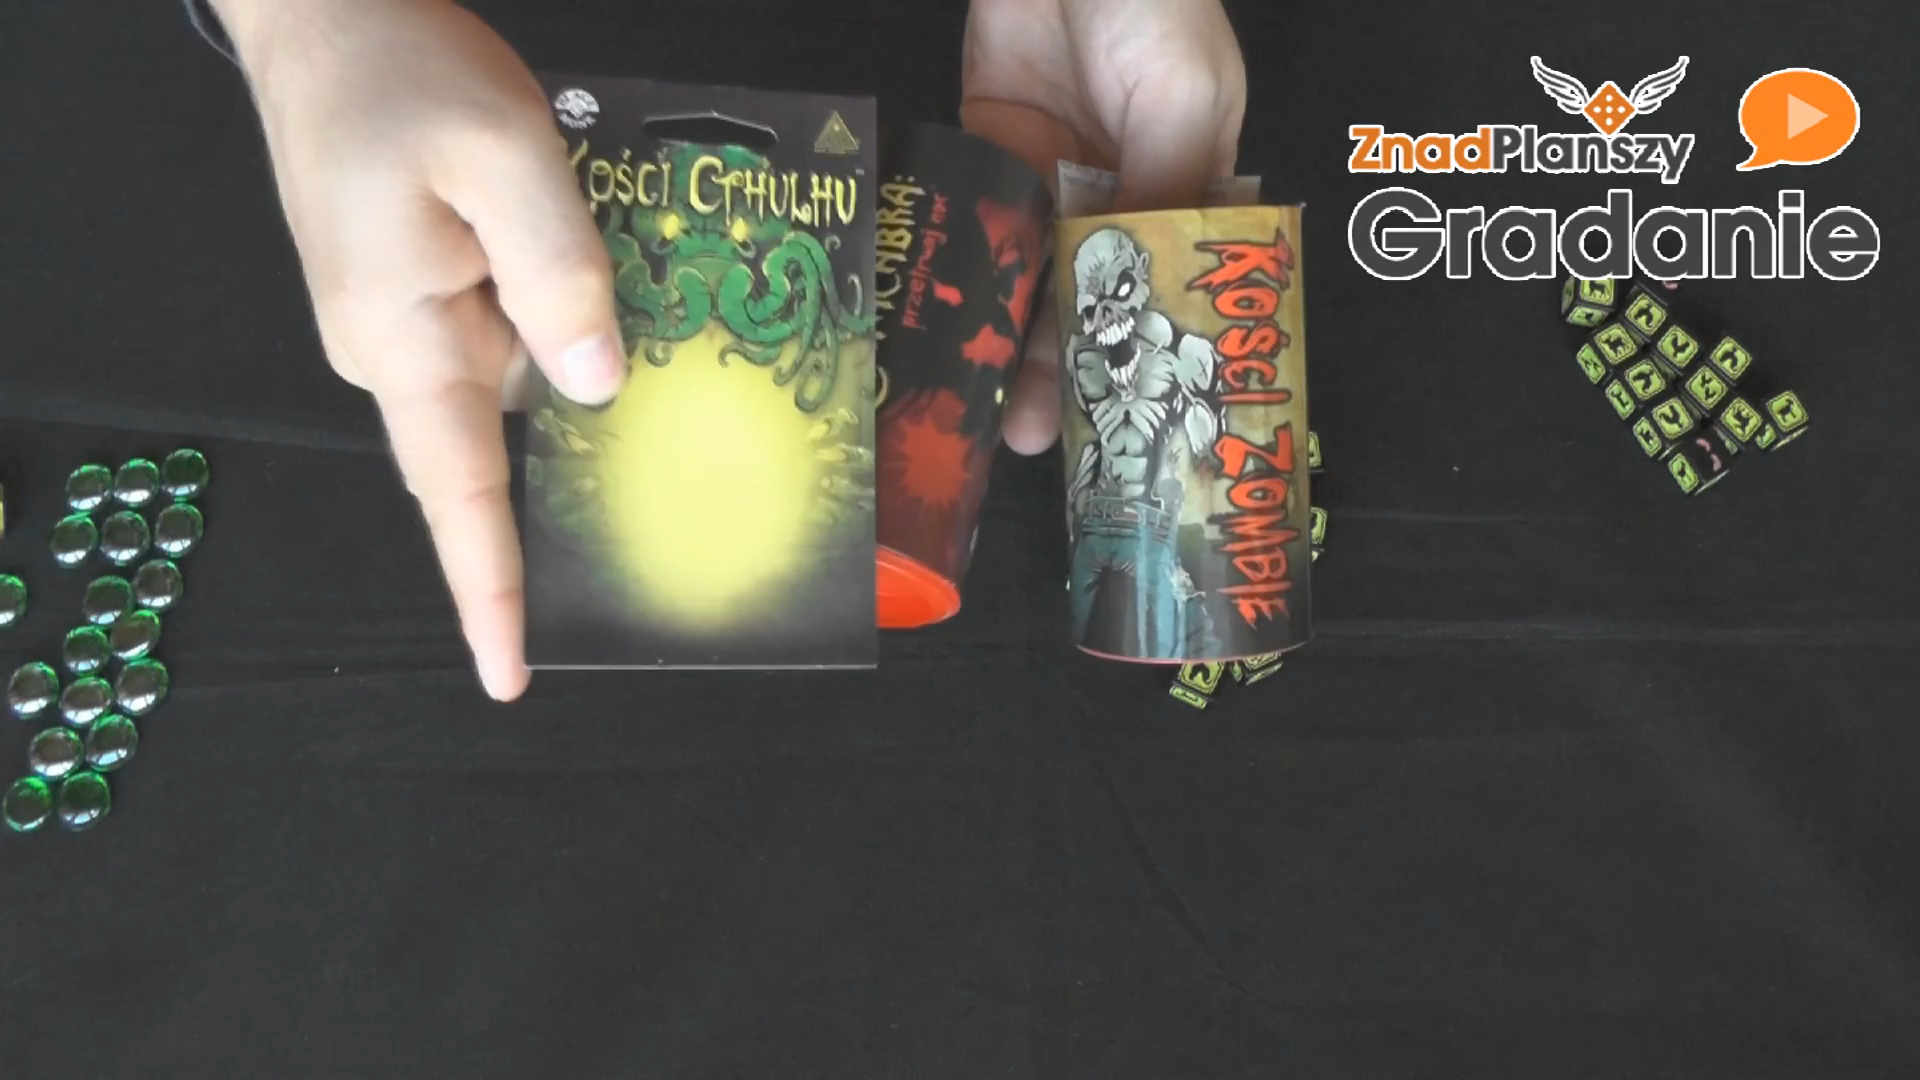 Kości Cthulhu
przetrwaj noc
Kości Zombie
ZnadPlanszy
Gradanie